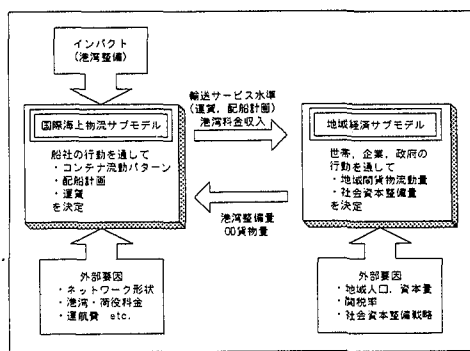 インパクト
(港湾整備)
国際海上物流サブモデル
船社の行動を通して
・コンテナ流動パターン
・配船計画
・運賃
を決定
輸送サービス水準
(運賃, 配船計画)
港湾料金収入
港湾整備量
OD貨物量
地域経済サブモデル
世帯, 企業, 政府の
行動を通して
・地域間貨物流動量
・社会資本整備量
を決定
外部要因
・ネットワーク形状
・港湾・荷役料金
・運航費 etc.
外部要因
・地域人口, 資本量
・関税率
・社会資本整備戦略